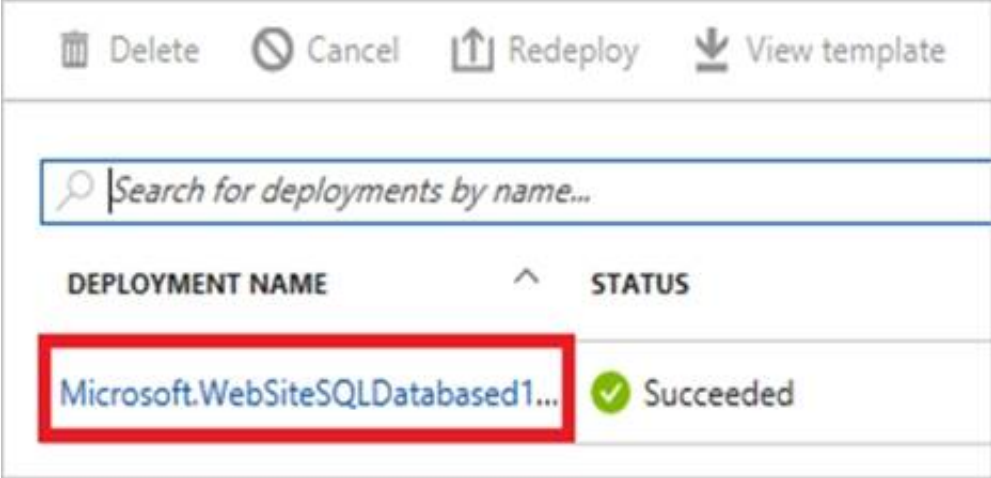 Delete Cancel Redeploy View template
Search for deployments by name...
DEPLOYMENT NAME STATUS
Microsoft.WebSiteSQLDatabased1... Succeeded